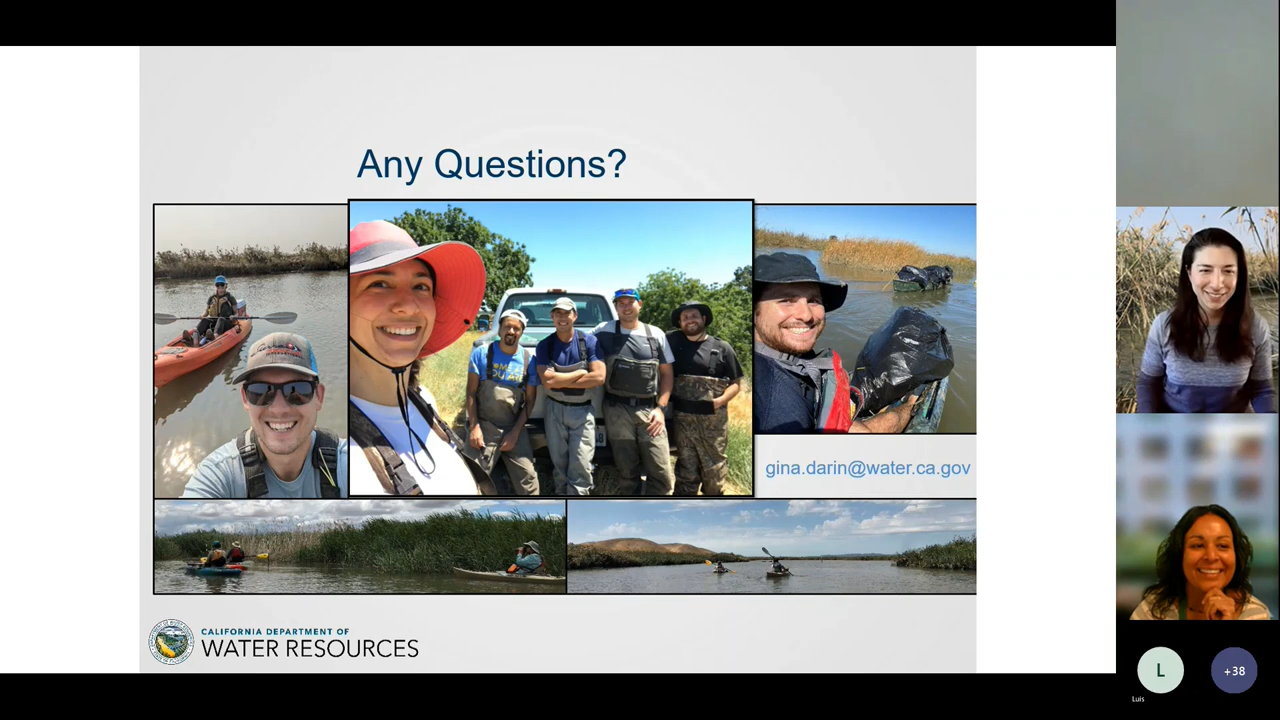 Any Questions?
gina.darin@water.ca.gov
CALIFORNIA DEPARTMENT OF
WATER RESOURCES
L
+38
Luis